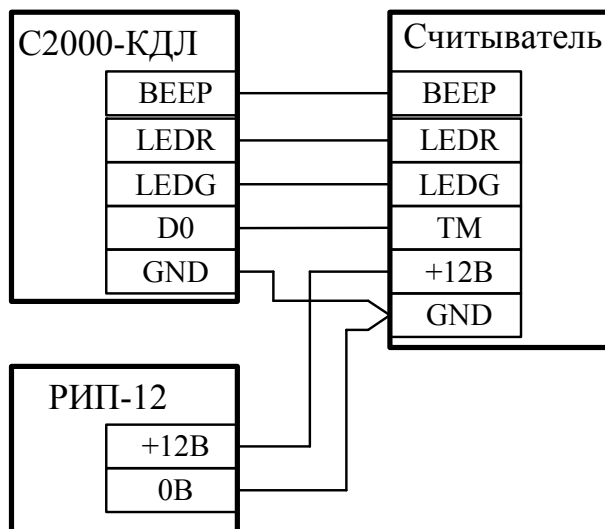 С2000-КДЛ
BEEP
LEDR
LEDG
D0
GND
Считыватель
BEEP
LEDR
LEDG
TM
+12В
GND
РИП-12
+12В
0В